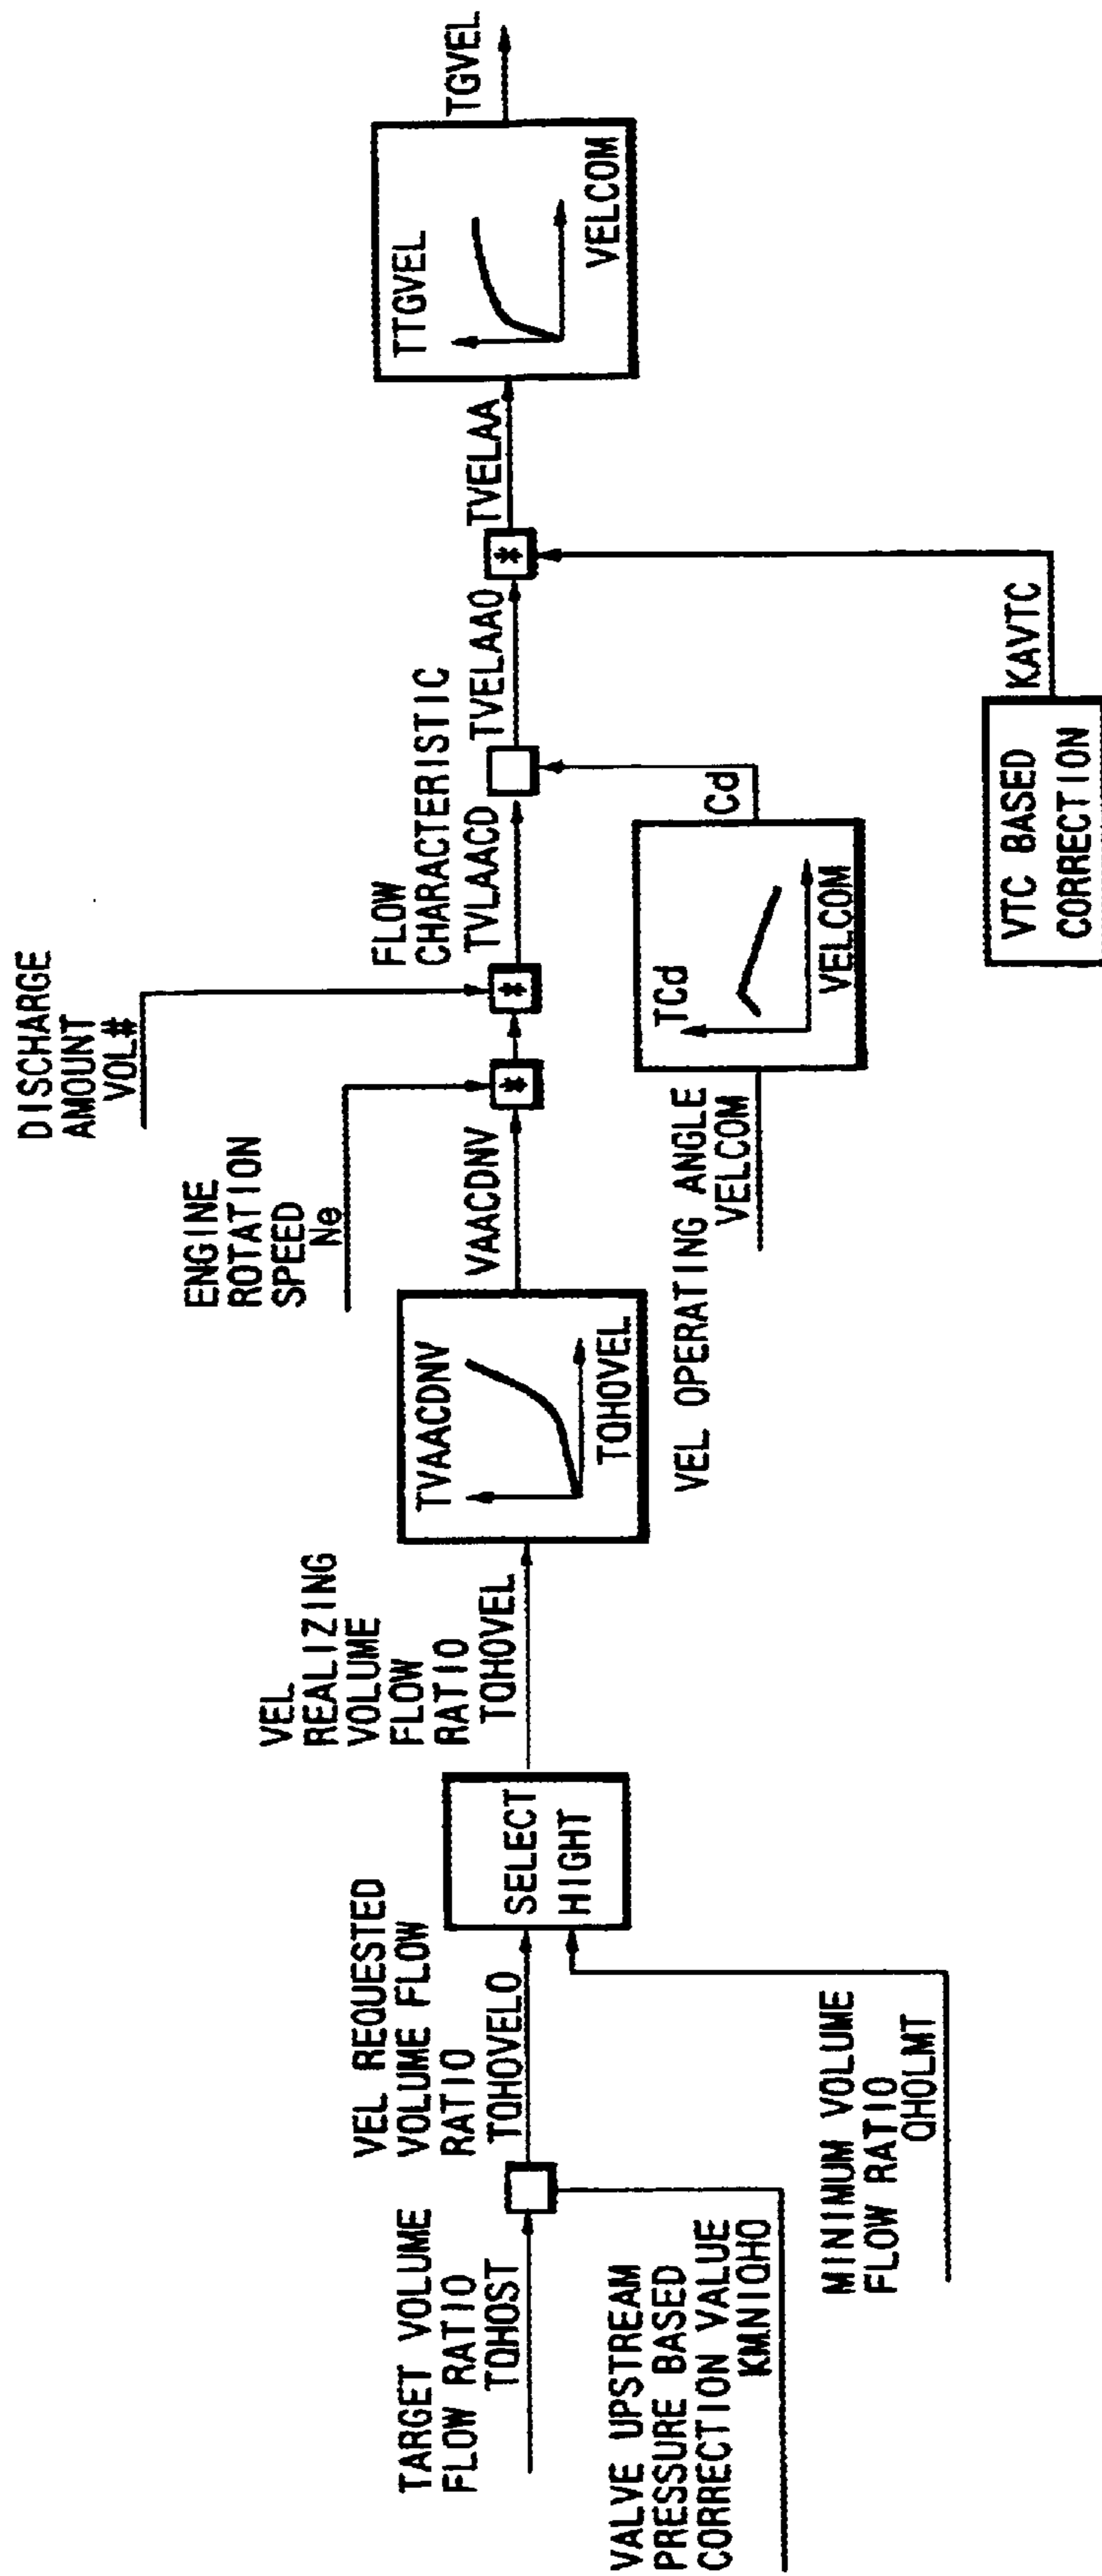 TARGET VOLUME
FLOW RATIO
TQHOST
VALVE UPSTREAM
PRESSURE BASED
CORRECTION VALUE
KMNIQHO
VEL REQUESTED
VOLUME FLOW
RATIO
TQHOVELO
MINIMUM VOLUME
FLOW RATIO
QHOLMT
SELECT
HIGHT
VEL
REALIZING
VOLUME
FLOW
RATIO
TQHOVEL
TVAACDNV
TQHOVEL
VAACDNV
ENGINE
ROTATION
SPEED
Ne
*
DISCHARGE
AMOUNT
VOL#
*
FLOW
CHARACTERISTIC
TVLAACD
VEL OPERATING ANGLE
VELCOM
TCd
VELCOM
Cd
TVELAA0
*
VTC BASED
CORRECTION
KAVTC
TVELAA
TTGVEL
VELCOM
TGVEL